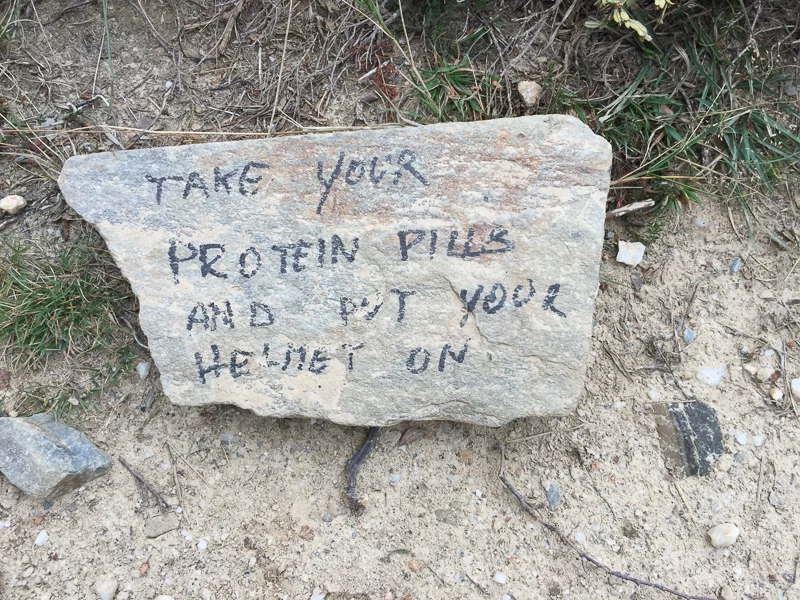 TAKE YOUR
PROTEIN PILLS
AND PUT YOUR
HELMET ON